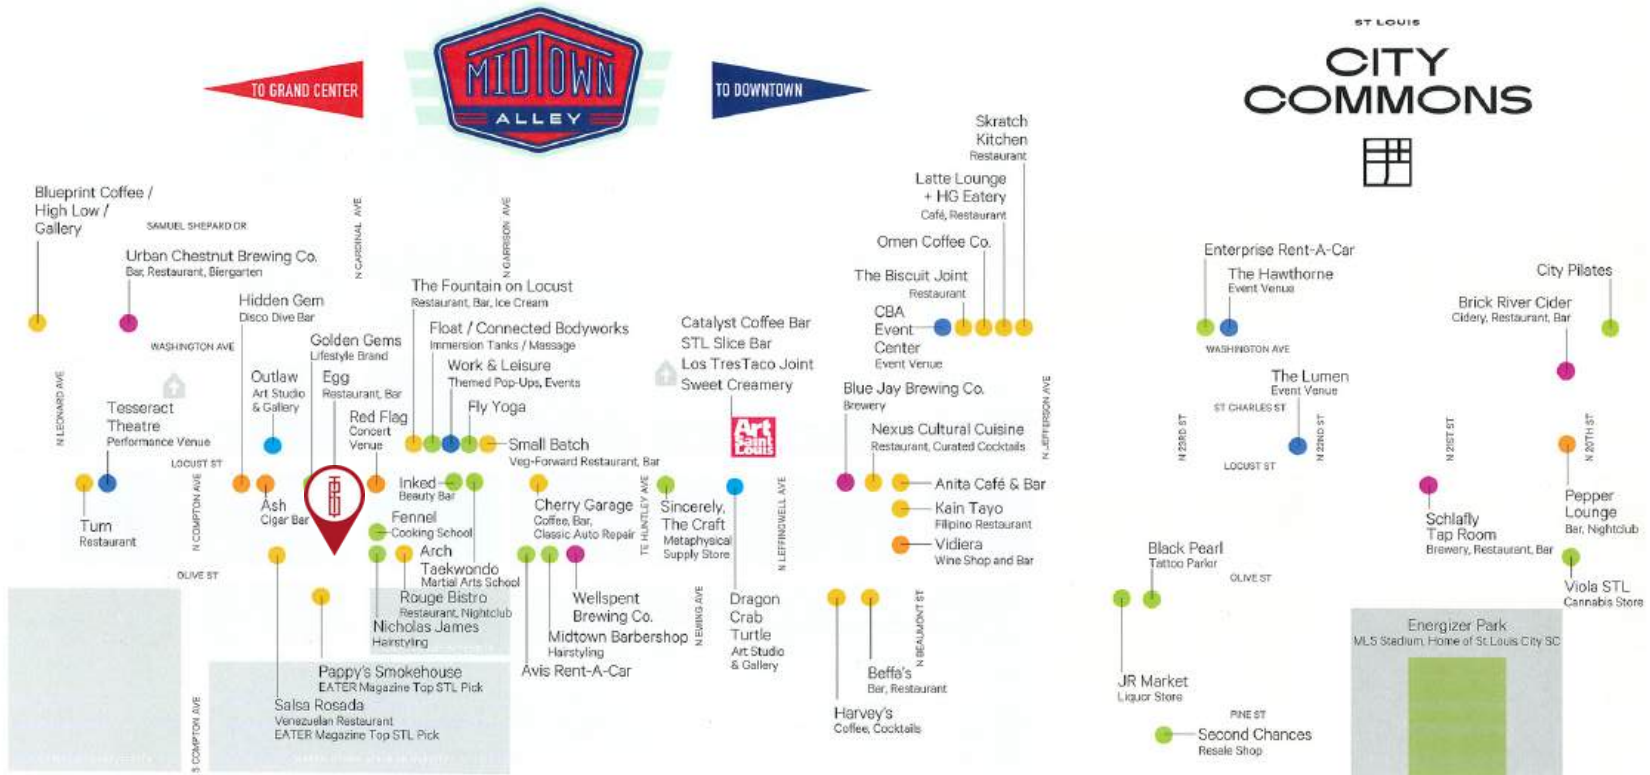 TO GRAND CENTER
MIDTOWN
ALLEY
TO DOWNTOWN
ST LOUIS
CITY
COMMONS
Skratch
Kitchen
Restaurant
Latte Lounge
+ HG Eatery
Café, Restaurant
Omen Coffee Co.
The Biscuit Joint
Restaurant
CBA
Event
Center
Event Venue
Blueprint Coffee /
High Low /
Gallery
SAMUEL SHEPARD DR
Urban Chestnut Brewing Co.
Bar, Restaurant, Biergarten
N CARDINAL AVE
N GARRISON AVE
Hidden Gem
Disco Dive Bar
The Fountain on Locust
Restaurant, Bar, Ice Cream
Golden Gems
Lifestyle Brand
Float / Connected Bodyworks
Immersion Tanks / Massage
WASHINGTON AVE
Outlaw
Art Studio
& Gallery
Egg
Restaurant, Bar
Work & Leisure
Themed Pop-Ups, Events
Red Flag
Concert
Venue
Fly Yoga
Small Batch
Veg-Forward Restaurant, Bar
Catalyst Coffee Bar
STL Slice Bar
Los TresTaco Joint
Sweet Creamery
Art
Saint
Louis
Blue Jay Brewing Co.
Brewery
Nexus Cultural Cuisine
Restaurant, Curated Cocktails
N JEFFERSON AVE
N LEONARD AVE
Tesseract
Theatre
Performance Venue
LOCUST ST
Turn
Restaurant
N COMPTON AVE
Ash
Cigar Bar
Inked
Beauty Bar
Fennel
Cooking School
Arch
Taekwondo
Martial Arts School
Cherry Garage
Coffee, Bar,
Classic Auto Repair
TE HUNTLEY AVE
Sincerely,
The Craft
Metaphysical
Supply Store
N LEFFINGWELL AVE
Anita Café & Bar
Kain Tayo
Filipino Restaurant
Vidiera
Wine Shop and Bar
OLIVE ST
Rouge Bistro
Restaurant, Nightclub
Nicholas James
Hairstyling
Wellspent
Brewing Co.
Midtown Barbershop
Hairstyling
Avis Rent-A-Car
N EWING AVE
Dragon
Crab
Turtle
Art Studio
& Gallery
N BEAUMONT ST
Beffa's
Bar, Restaurant
Harvey's
Coffee, Cocktails
Pappy's Smokehouse
EATER Magazine Top STL Pick
Salsa Rosada
Venezuelan Restaurant
EATER Magazine Top STL Pick
S COMPTON AVE
Enterprise Rent-A-Car
The Hawthorne
Event Venue
City Pilates
Brick River Cider
Cidery, Restaurant, Bar
WASHINGTON AVE
The Lumen
Event Venue
ST CHARLES ST
N 23RD ST
N 22ND ST
N 21ST ST
N 20TH ST
LOCUST ST
Pepper
Lounge
Bar, Nightclub
Schlafly
Tap Room
Brewery, Restaurant, Bar
Black Pearl
Tattoo Parlor
OLIVE ST
Viola STL
Cannabis Store
Energizer Park
MLS Stadium, Home of St. Louis City SC
JR Market
Liquor Store
PINE ST
Second Chances
Resale Shop